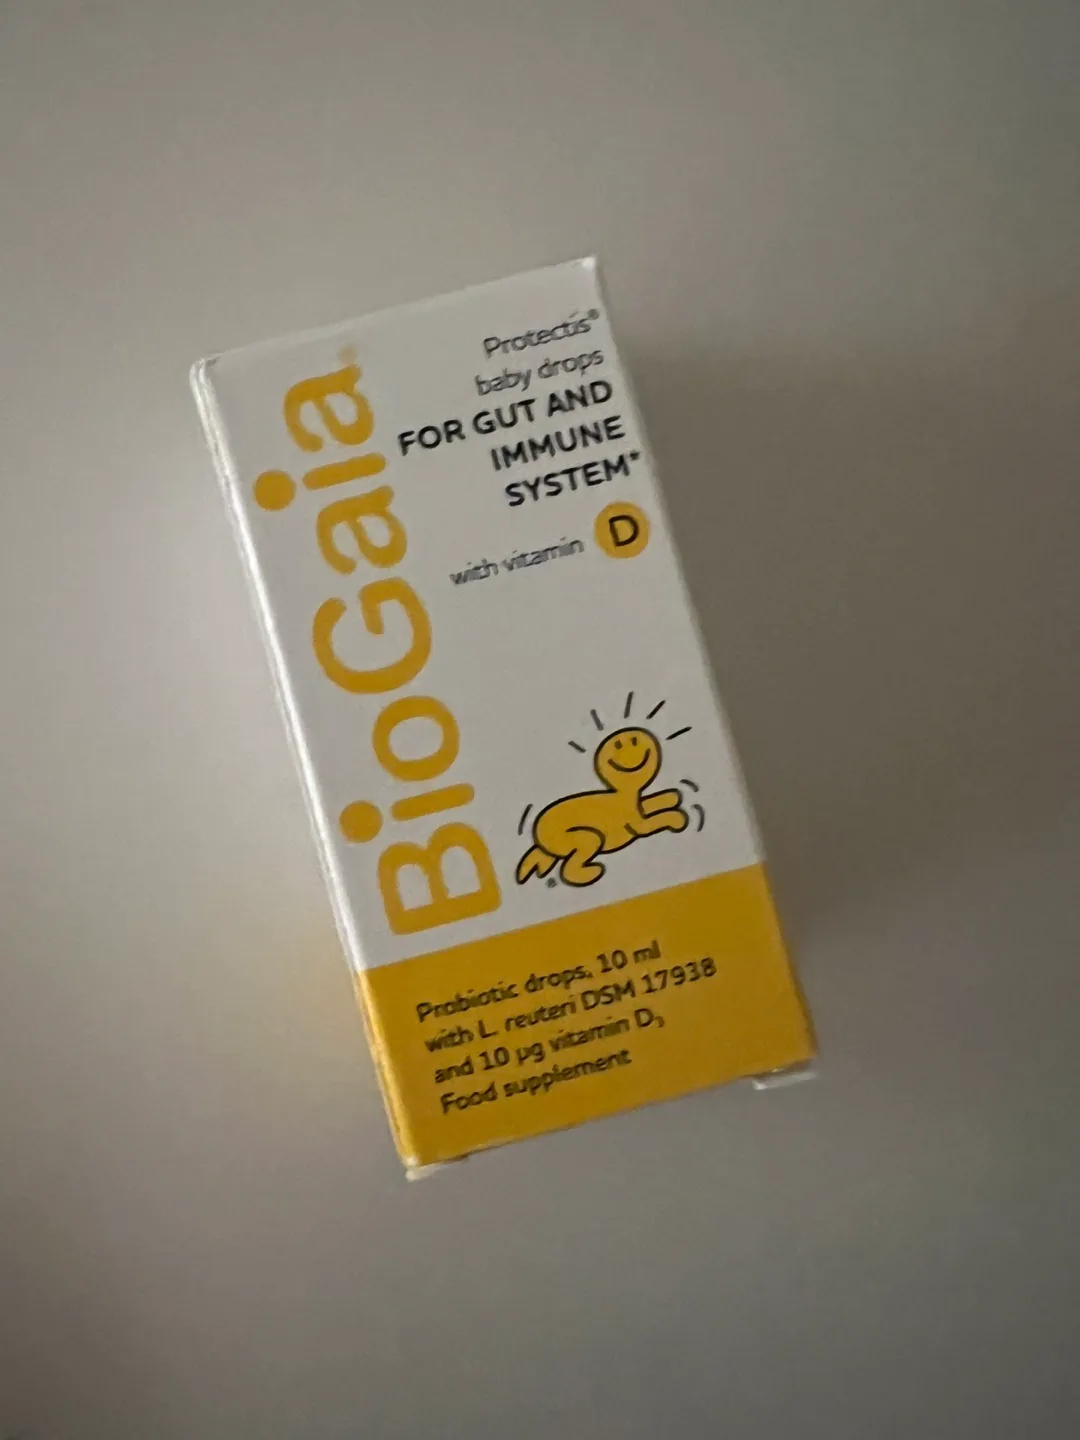 BioGaia®
Protectis®
baby drops
FOR GUT AND
IMMUNE
SYSTEM*
with vitamin D
Probiotic drops, 10 ml
with L. reuteri DSM 17938
and 10 µg vitamin D₃
Food supplement